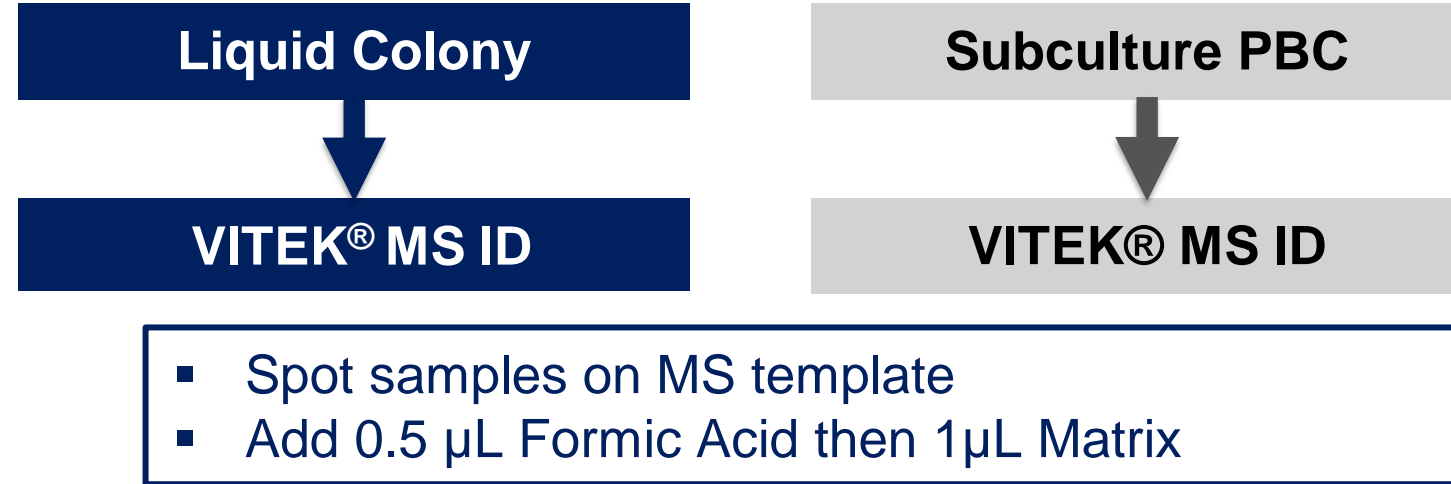 Liquid Colony
Subculture PBC
VITEK® MS ID
VITEK® MS ID
▪ Spot samples on MS template
▪ Add 0.5 µL Formic Acid then 1µL Matrix